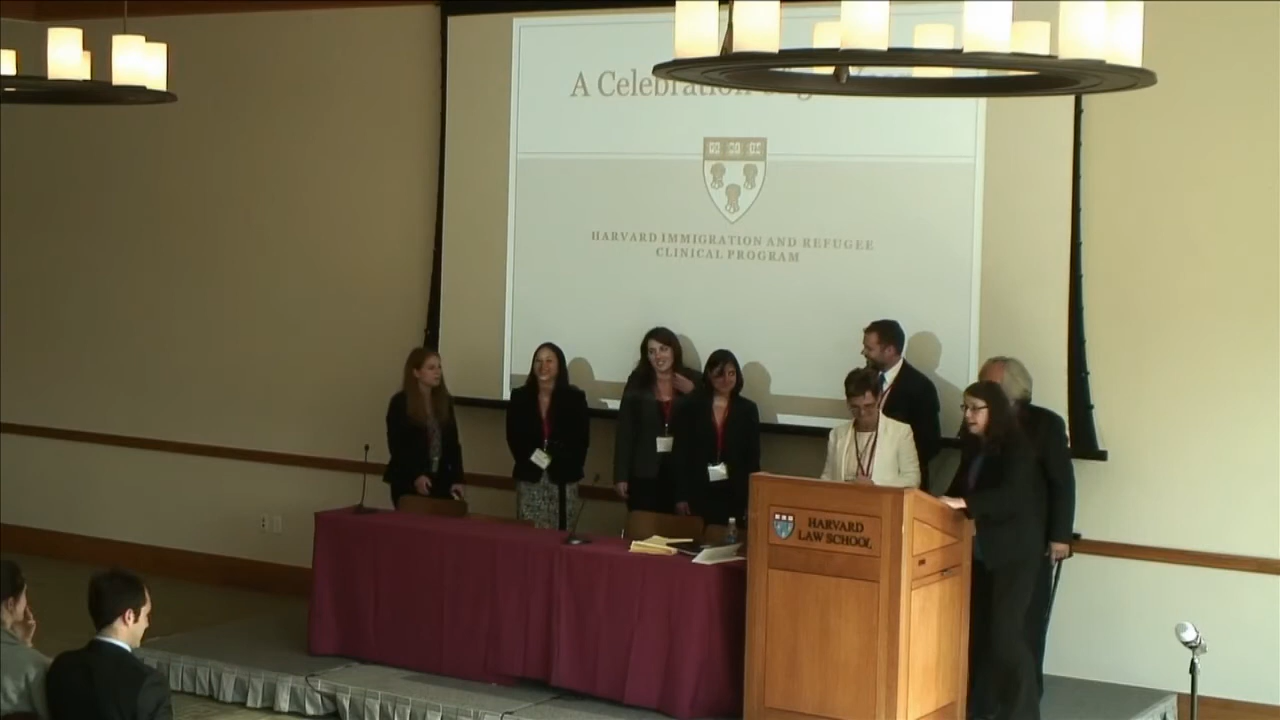 A Celebration
HARVARD IMMIGRATION AND REFUGEE
CLINICAL PROGRAM
HARVARD
LAW SCHOOL